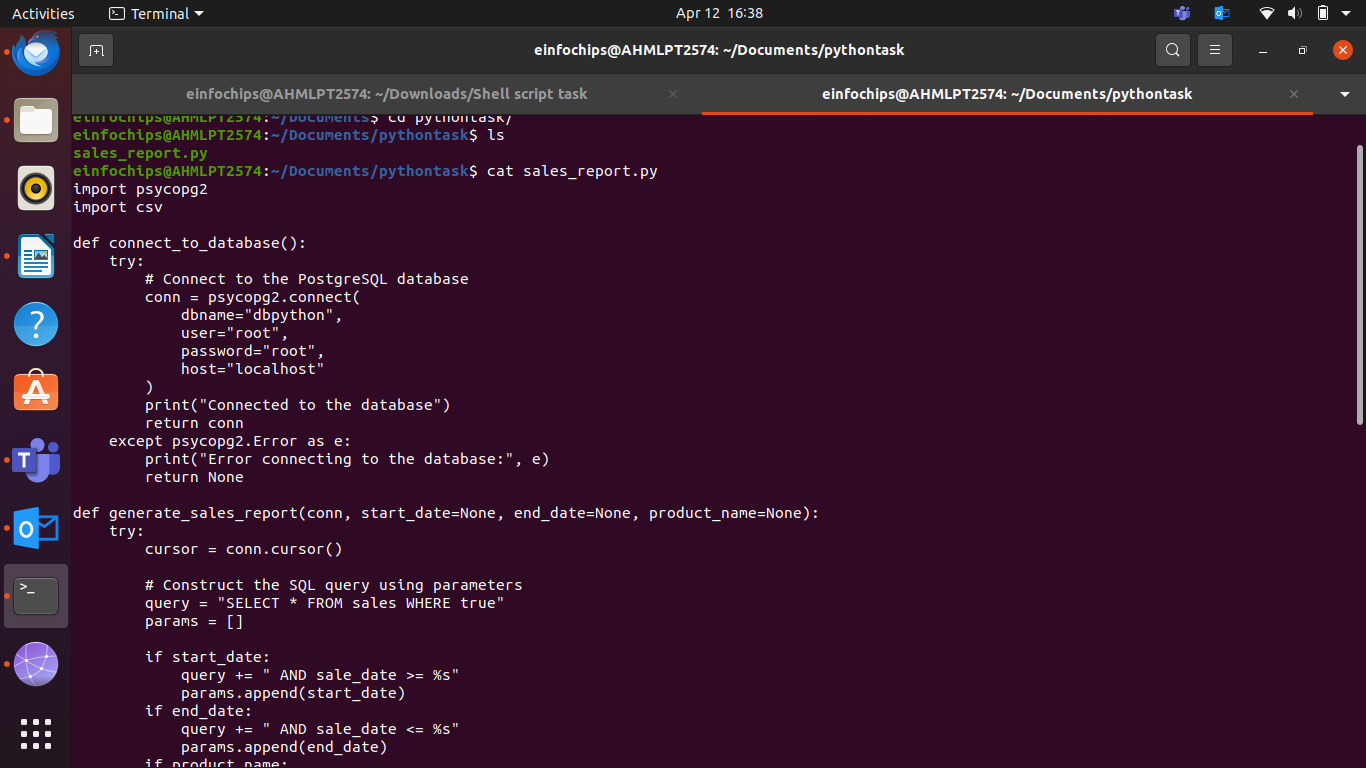 Activities
Terminal
Apr 12 16:38
einfochips@AHMLPT2574: ~/Documents/pythontask
einfochips@AHMLPT2574: ~/Downloads/Shell script task
einfochips@AHMLPT2574: ~/Documents/pythontask
einfochips@AHMLPT2574:~/Documents$ cd pythontask/
einfochips@AHMLPT2574:~/Documents/pythontask$ ls
sales_report.py
einfochips@AHMLPT2574:~/Documents/pythontask$ cat sales_report.py
import psycopg2
import csv

def connect_to_database():
    try:
        # Connect to the PostgreSQL database
        conn = psycopg2.connect(
            dbname="dbpython",
            user="root",
            password="root",
            host="localhost"
        )
        print("Connected to the database")
        return conn
    except psycopg2.Error as e:
        print("Error connecting to the database:", e)
        return None

def generate_sales_report(conn, start_date=None, end_date=None, product_name=None):
    try:
        cursor = conn.cursor()

        # Construct the SQL query using parameters
        query = "SELECT * FROM sales WHERE true"
        params = []

        if start_date:
            query += " AND sale_date >= %s"
            params.append(start_date)
        if end_date:
            query += " AND sale_date <= %s"
            params.append(end_date)
        if product_name: